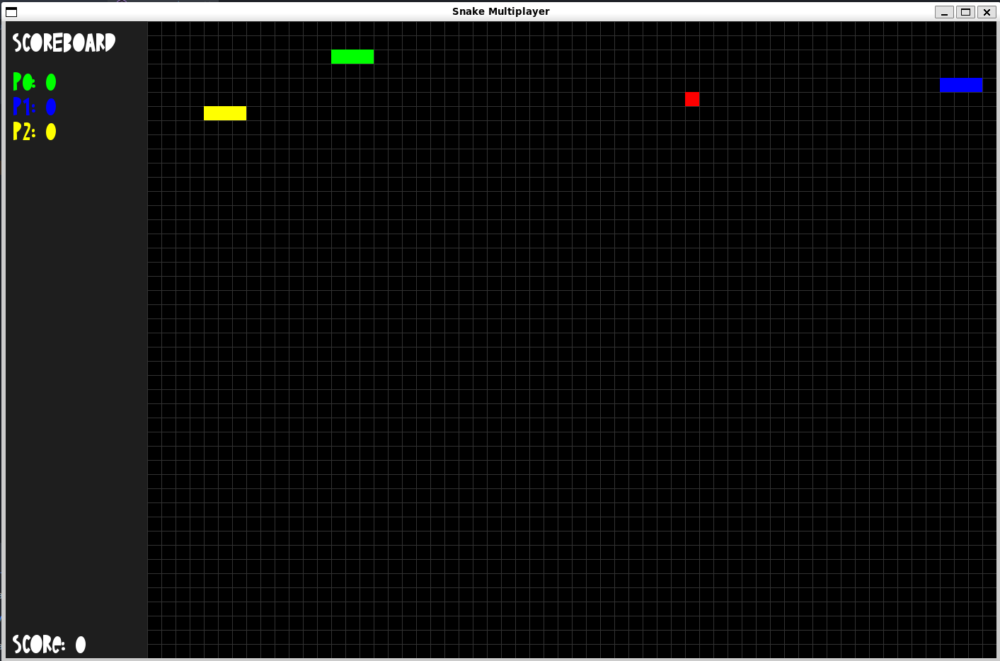 Snake Multiplayer
SCOREBOARD
P0: 0
P1: 0
P2: 0
SCORe: 0